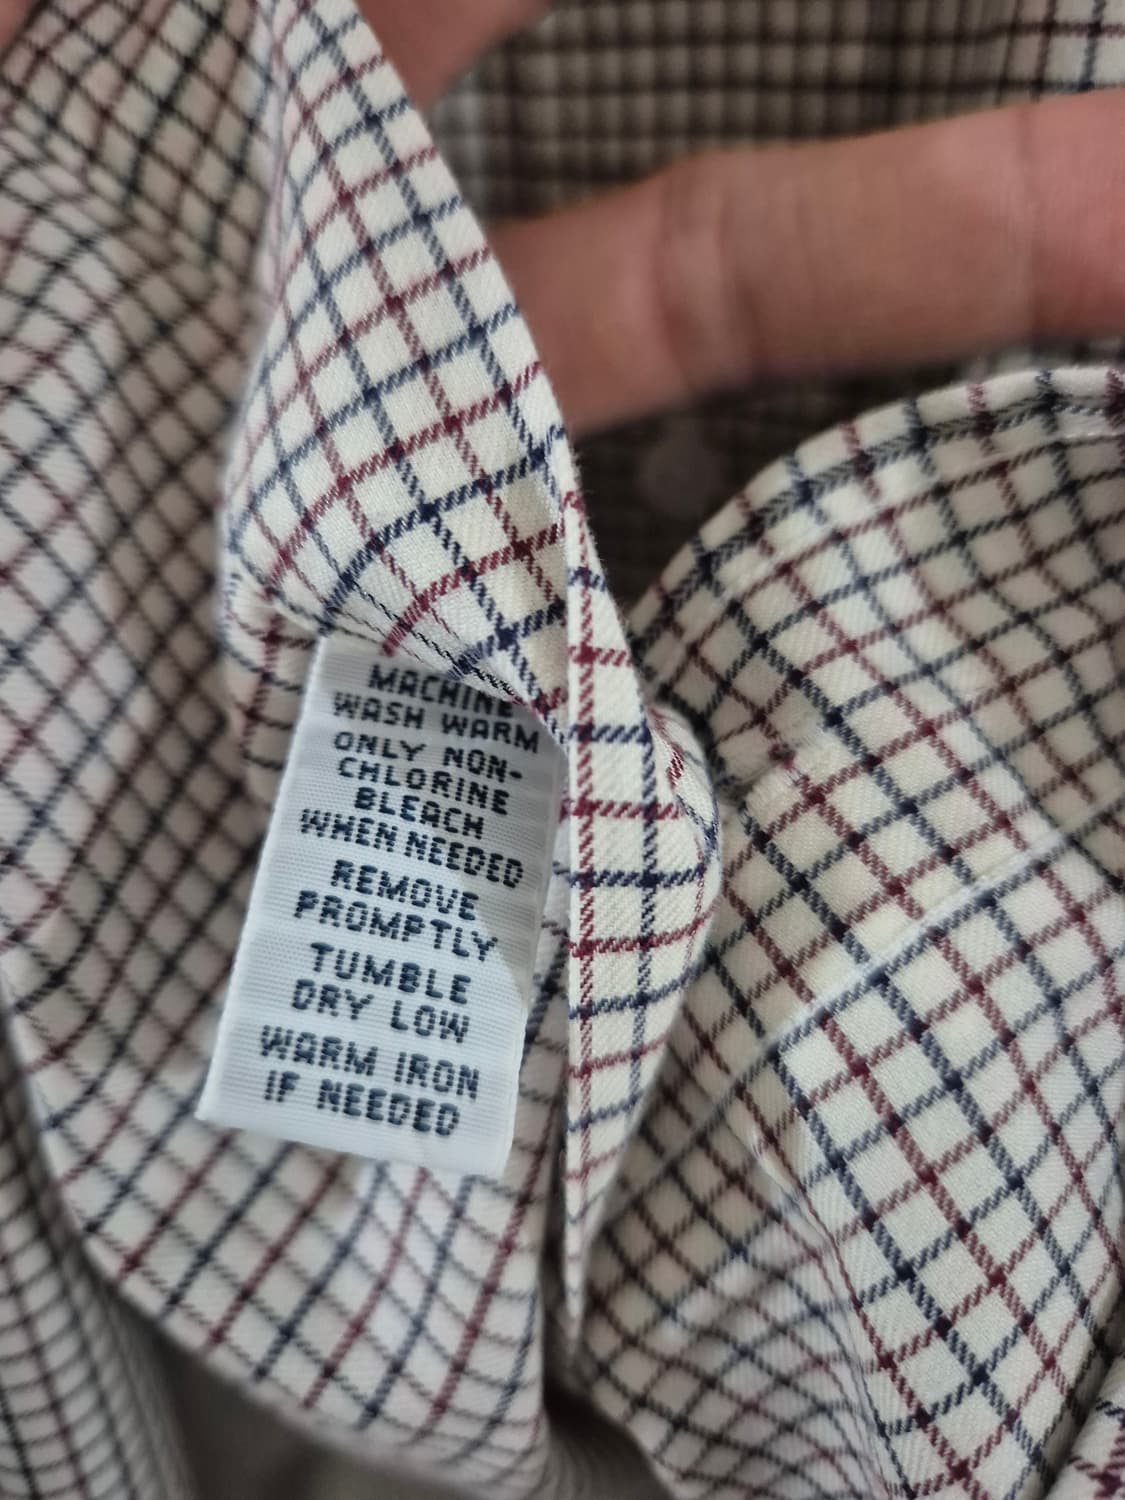 MACHINE
WASH WARM
ONLY NON-
CHLORINE
BLEACH
WHEN NEEDED
REMOVE
PROMPTLY
TUMBLE
DRY LOW
WARM IRON
IF NEEDED